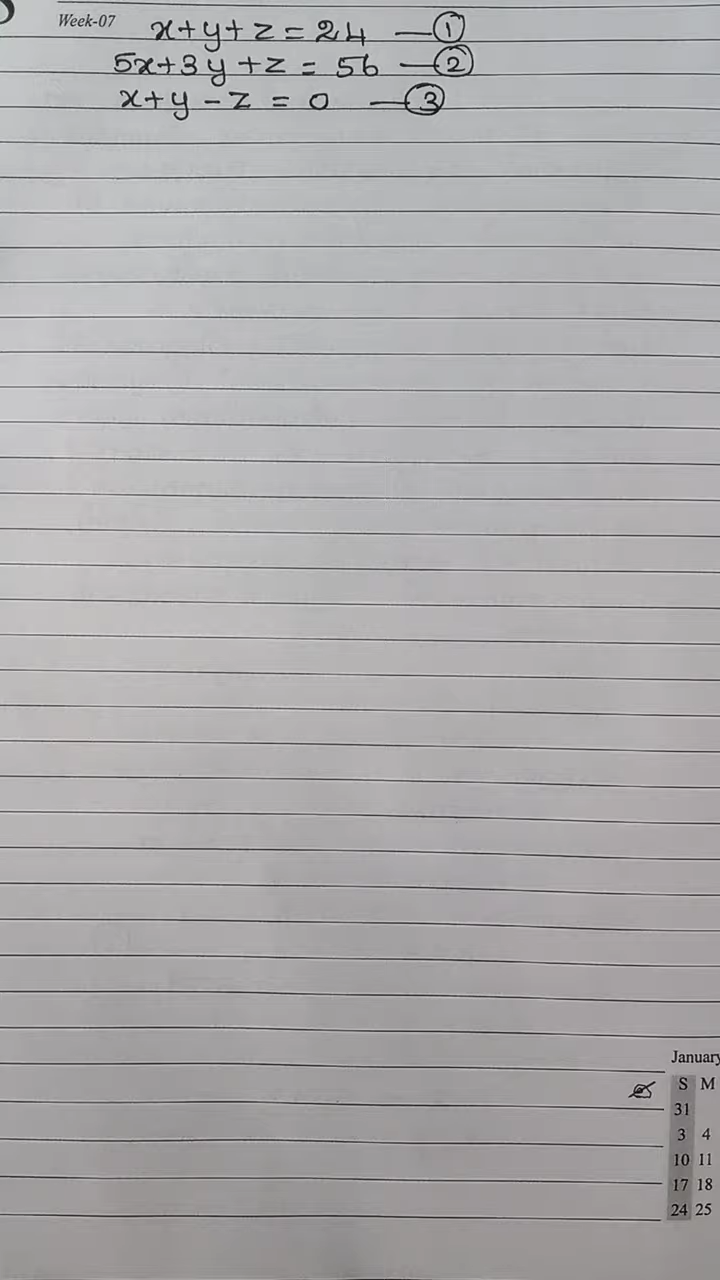 Week-07
x+y+z=24 —①
5x+3y+z=56 —②
x+y-z=0 —③
January
S M
31
3 4
10 11
17 18
24 25